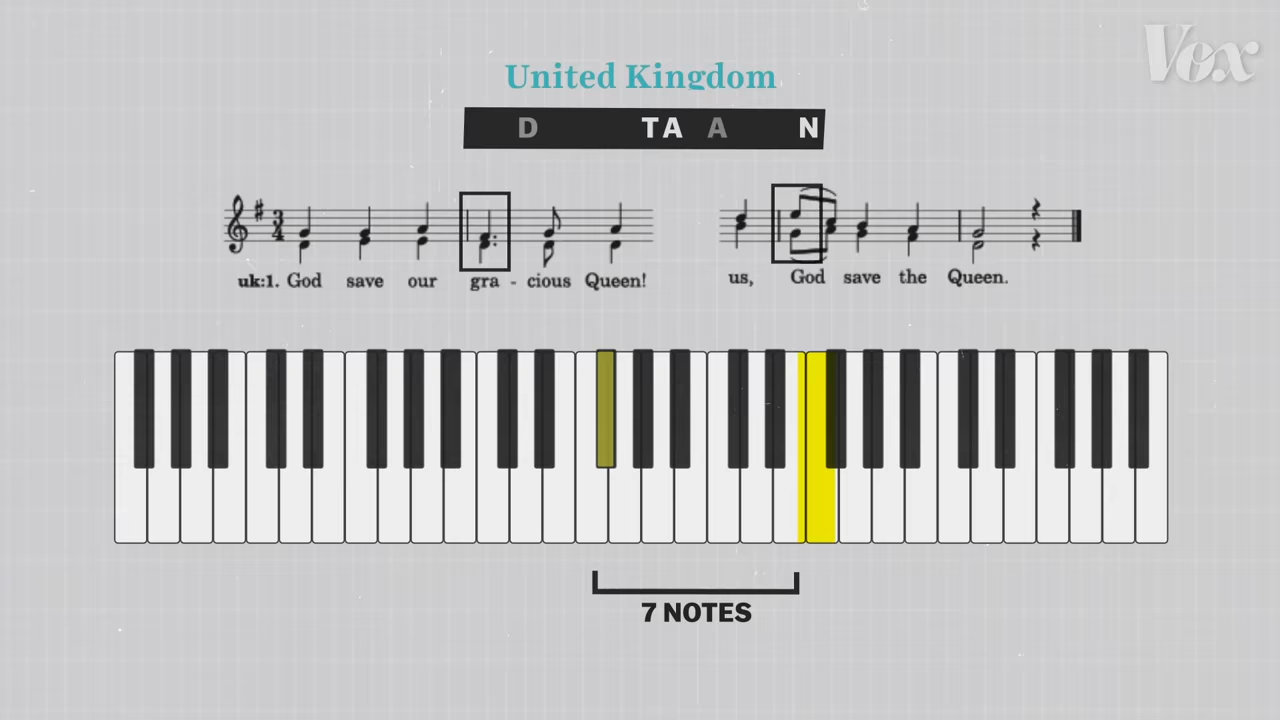 Vox
United Kingdom
D TA A N
uk:1. God save our gra - cious Queen! us, God save the Queen.
7 NOTES